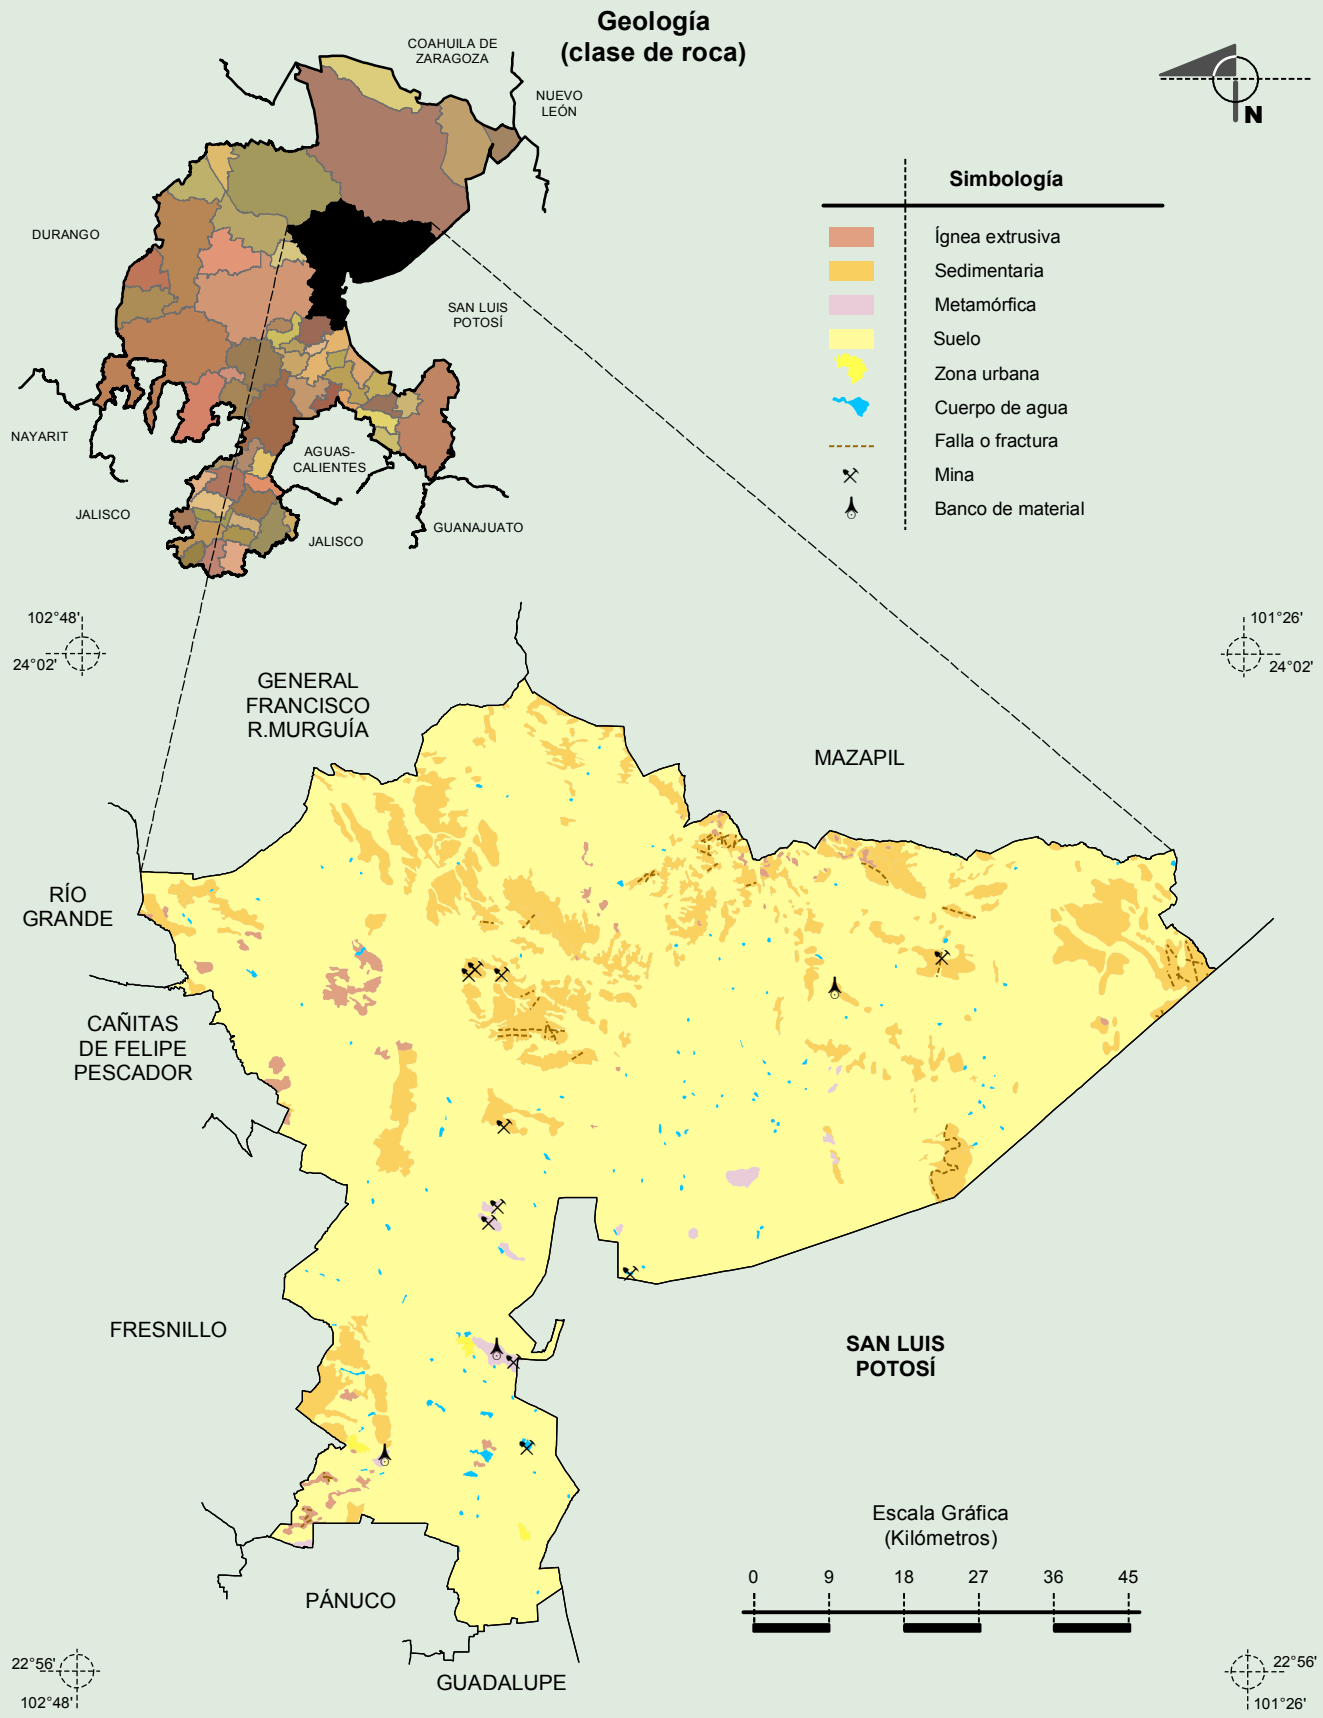 Geología
(clase de roca)
COAHUILA DE
ZARAGOZA
NUEVO
LEÓN
N
DURANGO
SAN LUIS
POTOSÍ
NAYARIT
AGUAS-
CALIENTES
JALISCO
JALISCO
GUANAJUATO
Simbología
Ígnea extrusiva
Sedimentaria
Metamórfica
Suelo
Zona urbana
Cuerpo de agua
Falla o fractura
Mina
Banco de material
102°48'
24°02'
101°26'
24°02'
GENERAL
FRANCISCO
R.MURGUÍA
MAZAPIL
RÍO
GRANDE
CAÑITAS
DE FELIPE
PESCADOR
FRESNILLO
SAN LUIS
POTOSÍ
PÁNUCO
GUADALUPE
Escala Gráfica
(Kilómetros)
0 9 18 27 36 45
22°56'
102°48'
22°56'
101°26'